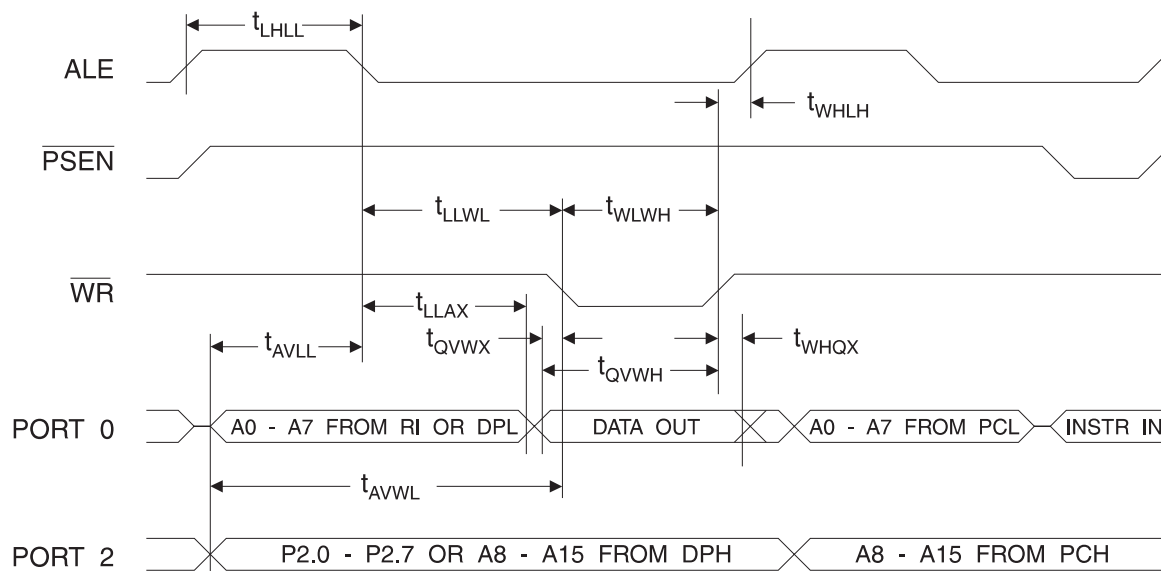 tLHLL
ALE
tWHLH
PSEN
tLLWL
tWLWH
WR
tLLAX
tQVWX
tWHQX
tAVLL
tQVWH
PORT 0
A0 - A7 FROM RI OR DPL
DATA OUT
A0 - A7 FROM PCL
INSTR IN
tAVWL
PORT 2
P2.0 - P2.7 OR A8 - A15 FROM DPH
A8 - A15 FROM PCH